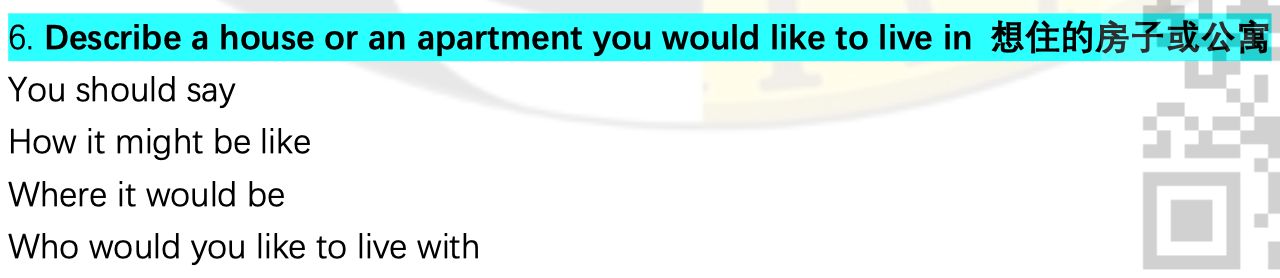 6. Describe a house or an apartment you would like to live in 想住的房子或公寓
You should say
How it might be like
Where it would be
Who would you like to live with